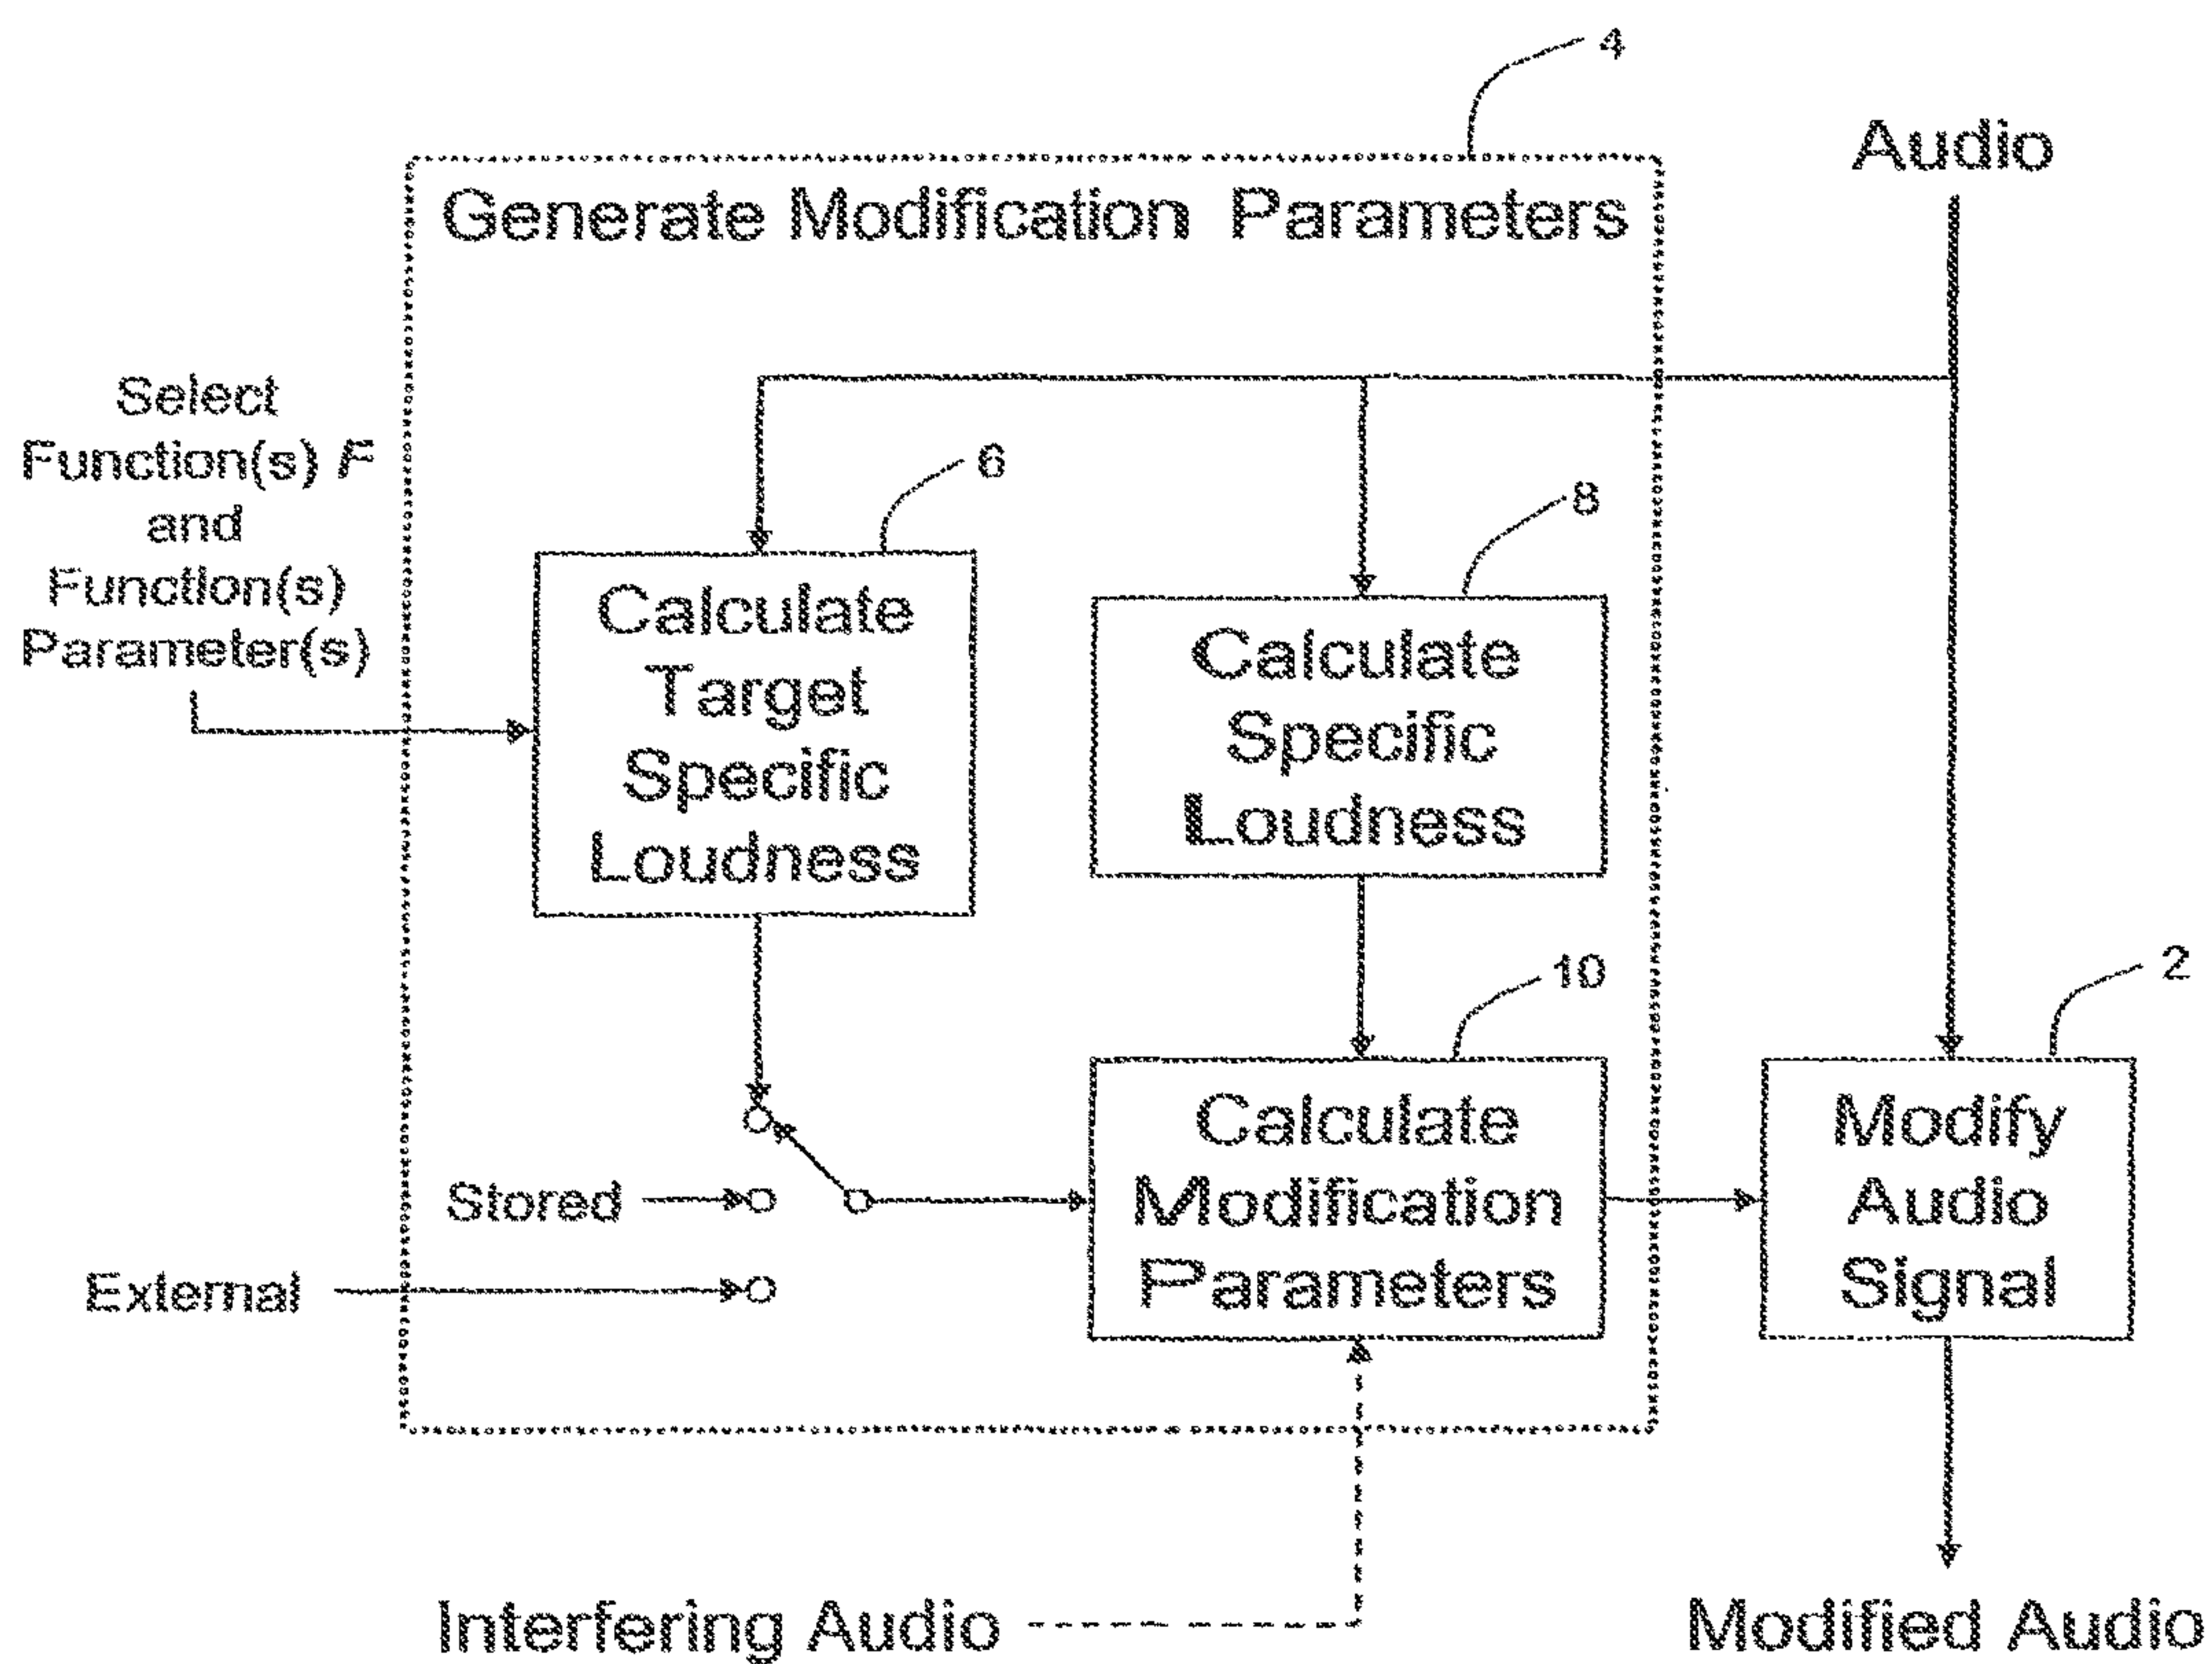 4
Audio
Generate Modification Parameters
Select
Function(s) F
and
Function(s)
Parameter(s)
6
8
Calculate
Target
Specific
Loudness
Calculate
Specific
Loudness
10
2
Calculate
Modification
Parameters
Modify
Audio
Signal
Stored
External
Interfering Audio
Modified Audio